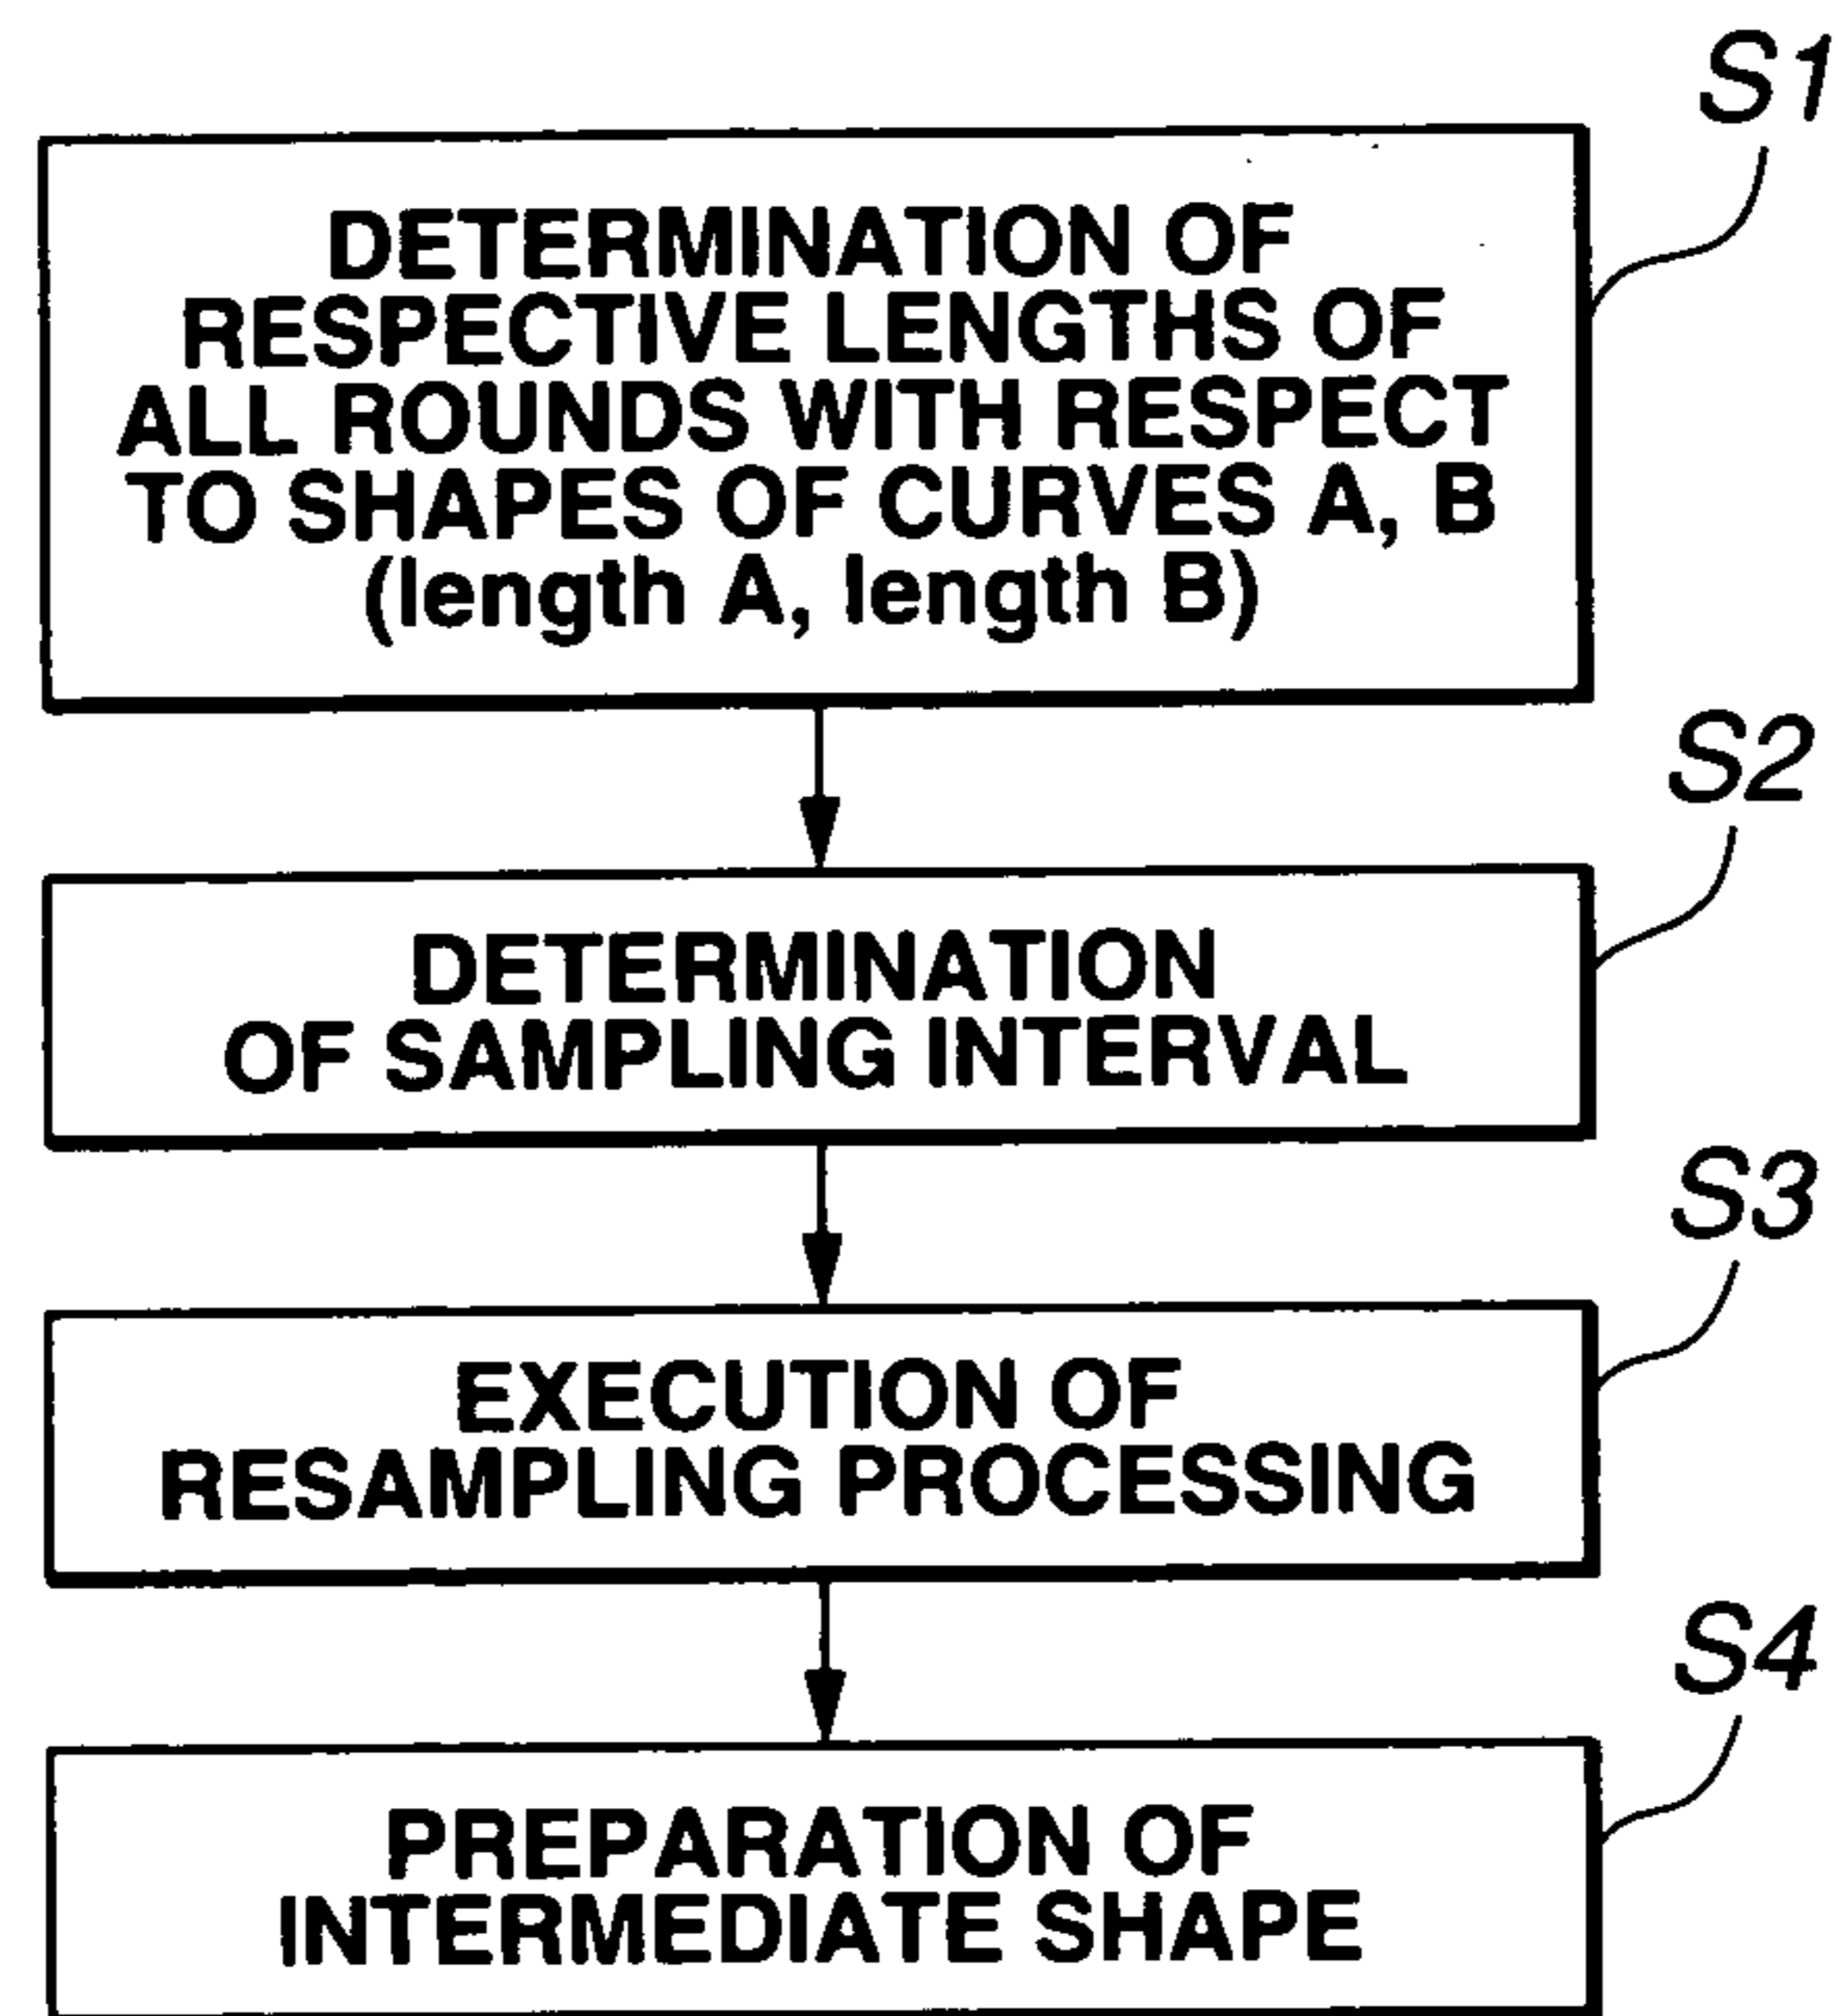 S1
DETERMINATION OF
RESPECTIVE LENGTHS OF
ALL ROUNDS WITH RESPECT
TO SHAPES OF CURVES A, B
(length A, length B)
S2
DETERMINATION
OF SAMPLING INTERVAL
S3
EXECUTION OF
RESAMPLING PROCESSING
S4
PREPARATION OF
INTERMEDIATE SHAPE